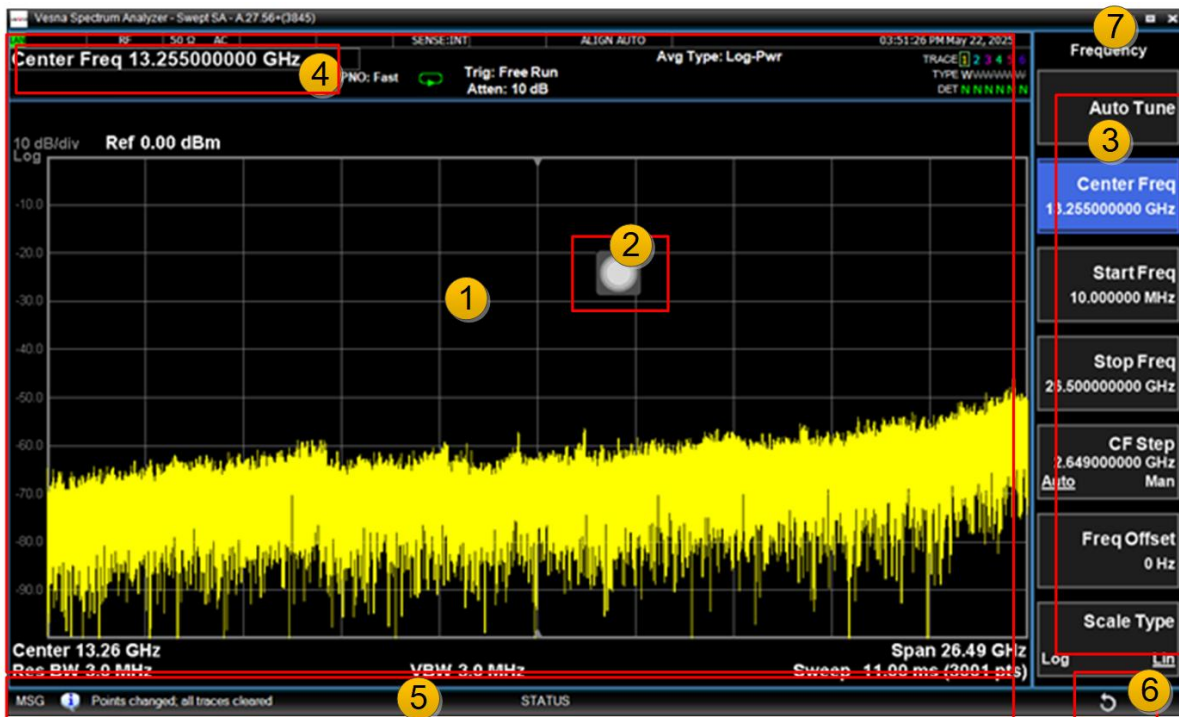 Vesna Spectrum Analyzer - Swept SA - A.27.56+(3845)
RF 50 Ω AC SENSE:INT ALIGN AUTO 03:51:26 PM May 22, 2025
7
Frequency
Center Freq 13.255000000 GHz
4
PNO: Fast
Trig: Free Run
Atten: 10 dB
Avg Type: Log-Pwr
TRACE 1 2 3 4 5 6
TYPE WWWWWW
DET N N N N N N
Auto Tune
3
10 dB/div Ref 0.00 dBm
Log
Center Freq
13.255000000 GHz
-10.0
2
-20.0
1
-30.0
Start Freq
10.000000 MHz
-40.0
Stop Freq
26.500000000 GHz
-50.0
-60.0
CF Step
2.649000000 GHz
Auto Man
-70.0
-80.0
Freq Offset
0 Hz
-90.0
Scale Type
Log Lin
Center 13.26 GHz Span 26.49 GHz
Res BW 3.0 MHz VBW 3.0 MHz Sweep 11.00 ms (3001 pts)
MSG Points changed; all traces cleared 5 STATUS
6